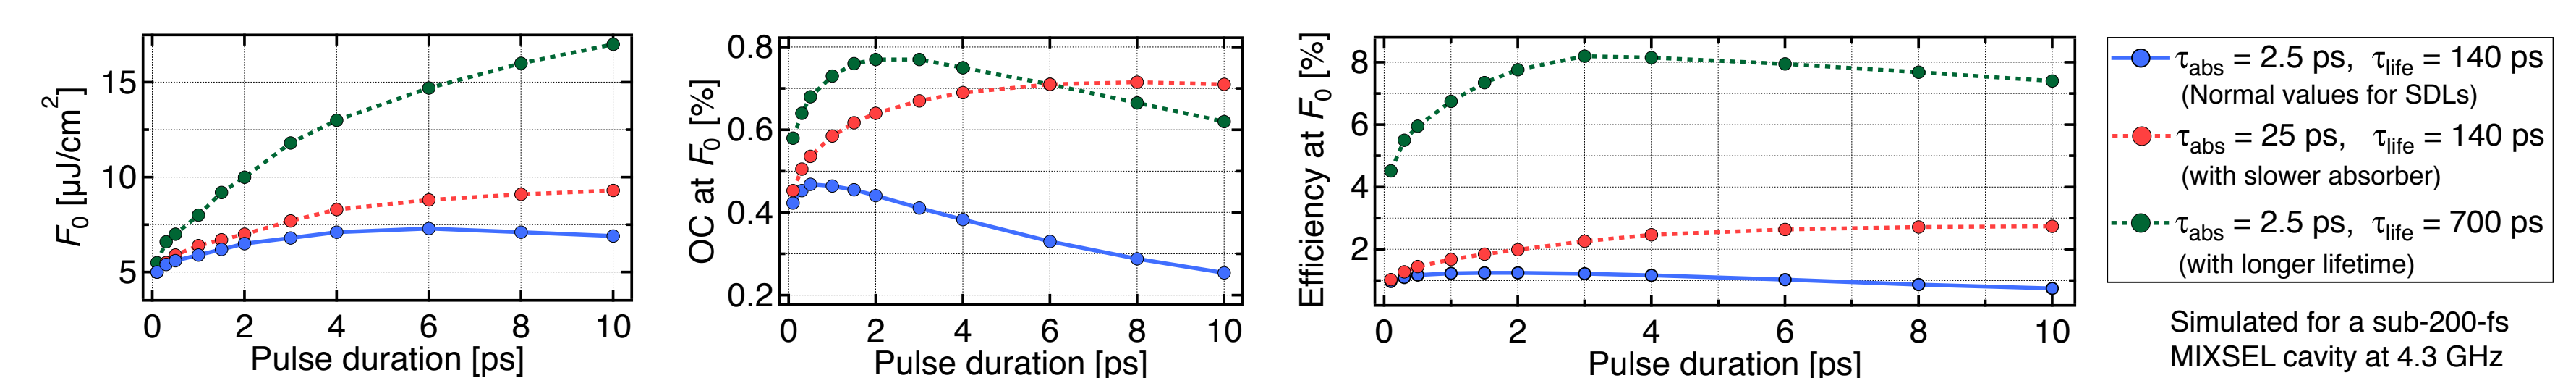 F0 [µJ/cm2]
15
10
5
0 2 4 6 8 10
Pulse duration [ps]
OC at F0 [%]
0.8
0.6
0.4
0.2
0 2 4 6 8 10
Pulse duration [ps]
Efficiency at F0 [%]
8
6
4
2
0 2 4 6 8 10
Pulse duration [ps]
τabs = 2.5 ps, τlife = 140 ps
(Normal values for SDLs)
τabs = 25 ps, τlife = 140 ps
(with slower absorber)
τabs = 2.5 ps, τlife = 700 ps
(with longer lifetime)
Simulated for a sub-200-fs
MIXSEL cavity at 4.3 GHz